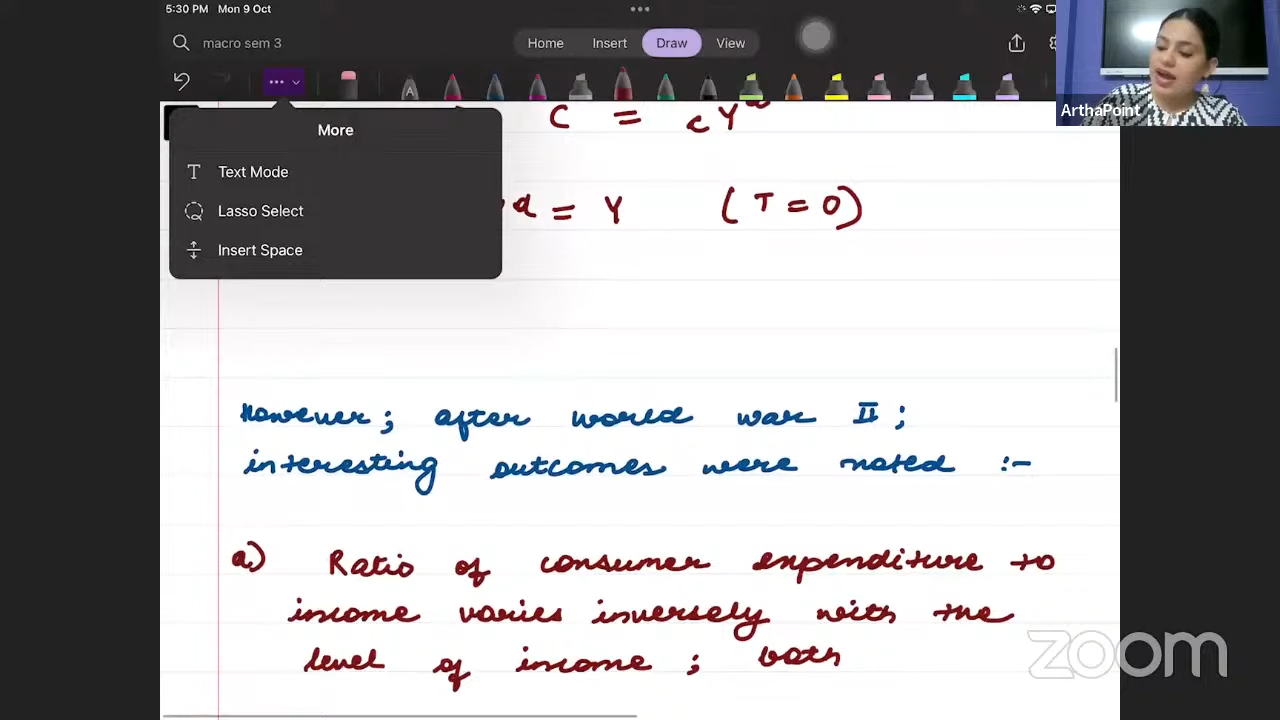 5:30 PM Mon 9 Oct
macro sem 3
Home Insert Draw View
ArthaPoint
A
C = cYd
More
Text Mode
Lasso Select
Insert Space
d = Y (T = 0)
However; after world war II;
interesting outcomes were noted :-
a.) Ratio of consumer expenditure to
income varies inversely with the
level of income; both
zoom